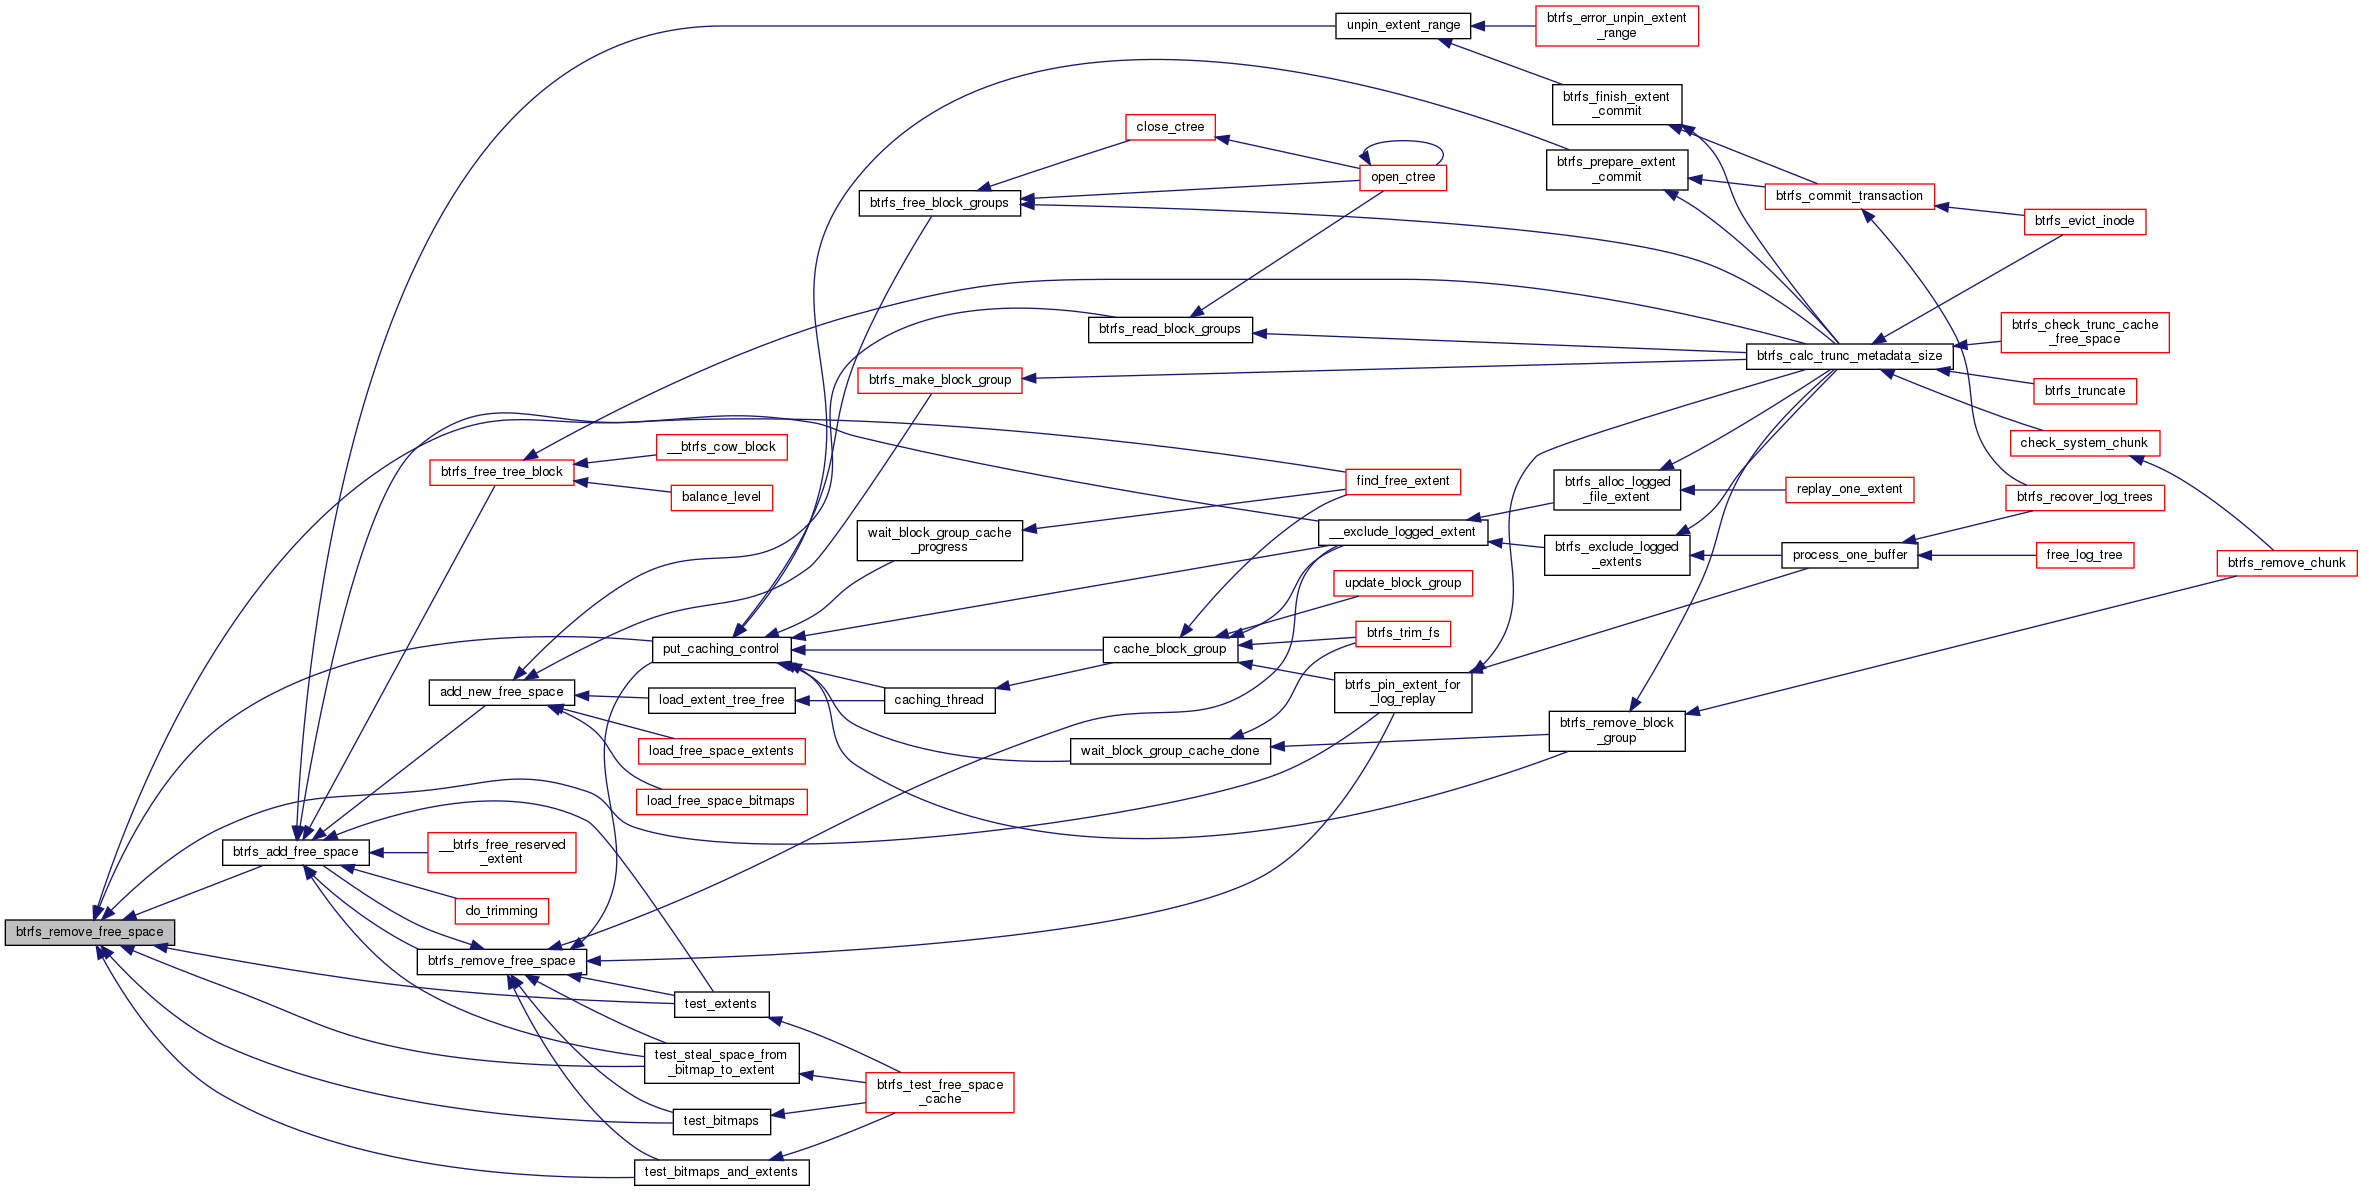 unpin_extent_range
btrfs_error_unpin_extent
_range
btrfs_finish_extent
_commit
close_ctree
btrfs_prepare_extent
_commit
open_ctree
btrfs_free_block_groups
btrfs_commit_transaction
btrfs_evict_inode
btrfs_read_block_groups
btrfs_check_trunc_cache
_free_space
btrfs_calc_trunc_metadata_size
btrfs_make_block_group
btrfs_truncate
__btrfs_cow_block
check_system_chunk
btrfs_free_tree_block
balance_level
find_free_extent
btrfs_alloc_logged
_file_extent
replay_one_extent
btrfs_recover_log_trees
wait_block_group_cache
_progress
__exclude_logged_extent
btrfs_exclude_logged
_extents
process_one_buffer
free_log_tree
btrfs_remove_chunk
update_block_group
btrfs_trim_fs
put_caching_control
cache_block_group
add_new_free_space
load_extent_tree_free
caching_thread
btrfs_pin_extent_for
_log_replay
btrfs_remove_block
_group
load_free_space_extents
wait_block_group_cache_done
load_free_space_bitmaps
btrfs_add_free_space
__btrfs_free_reserved
_extent
do_trimming
btrfs_remove_free_space
btrfs_remove_free_space
test_extents
test_steal_space_from
_bitmap_to_extent
btrfs_test_free_space
_cache
test_bitmaps
test_bitmaps_and_extents